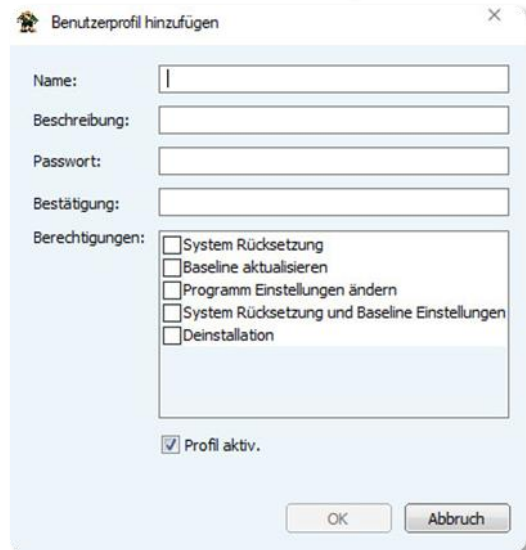 Benutzerprofil hinzufügen
Name:
Beschreibung:
Passwort:
Bestätigung:
Berechtigungen:
System Rücksetzung
Baseline aktualisieren
Programm Einstellungen ändern
System Rücksetzung und Baseline Einstellungen
Deinstallation
Profil aktiv.
OK Abbruch